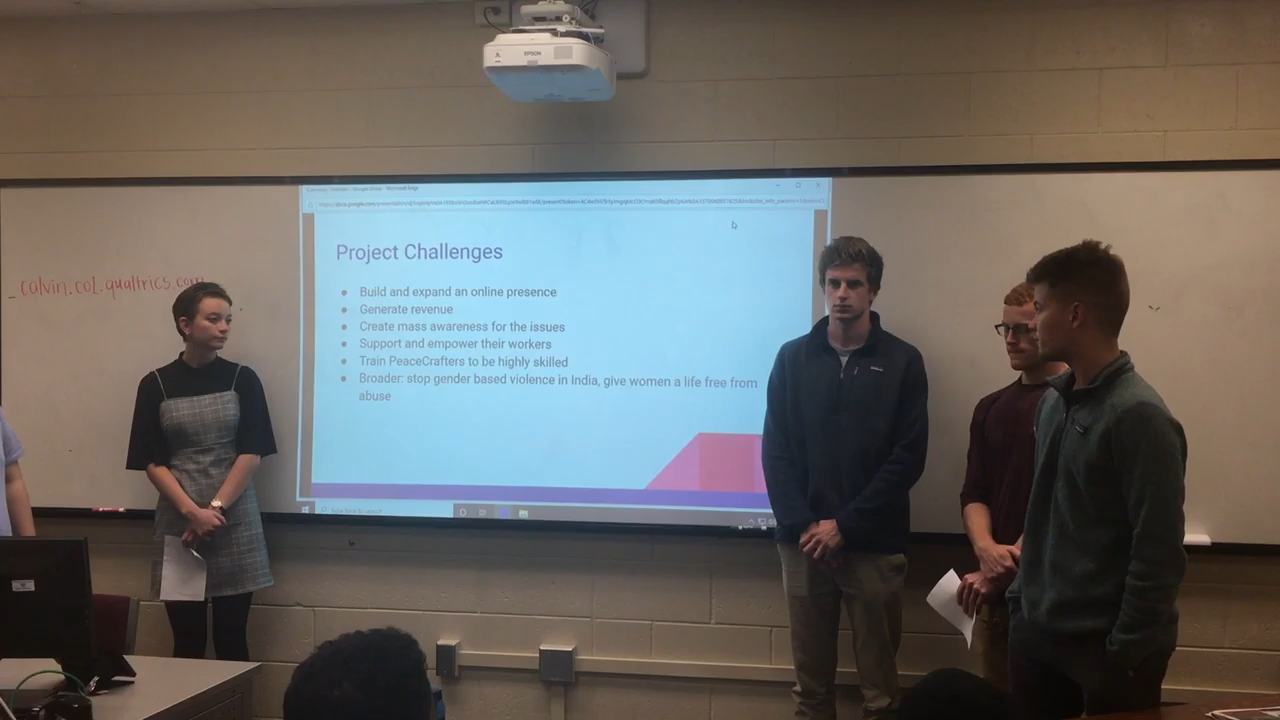 EPSON
Microsoft Edge
Project Challenges
● Build and expand an online presence
● Generate revenue
● Create mass awareness for the issues
● Support and empower their workers
● Train PeaceCrafters to be highly skilled
● Broader: stop gender based violence in India, give women a life free from
abuse
calvin.co1.qualtrics.com